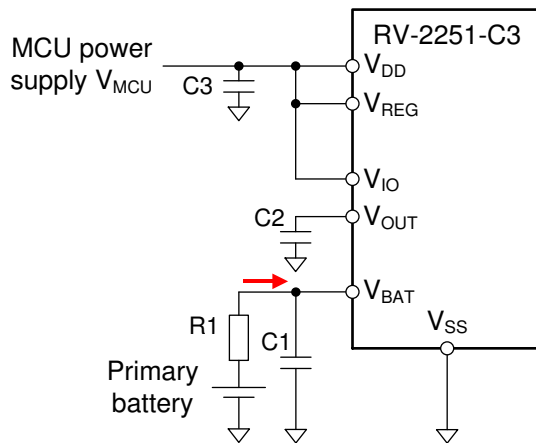 RV-2251-C3
MCU power
supply VMCU
C3
VDD
VREG
VIO
C2
VOUT
VBAT
R1
C1
VSS
Primary
battery